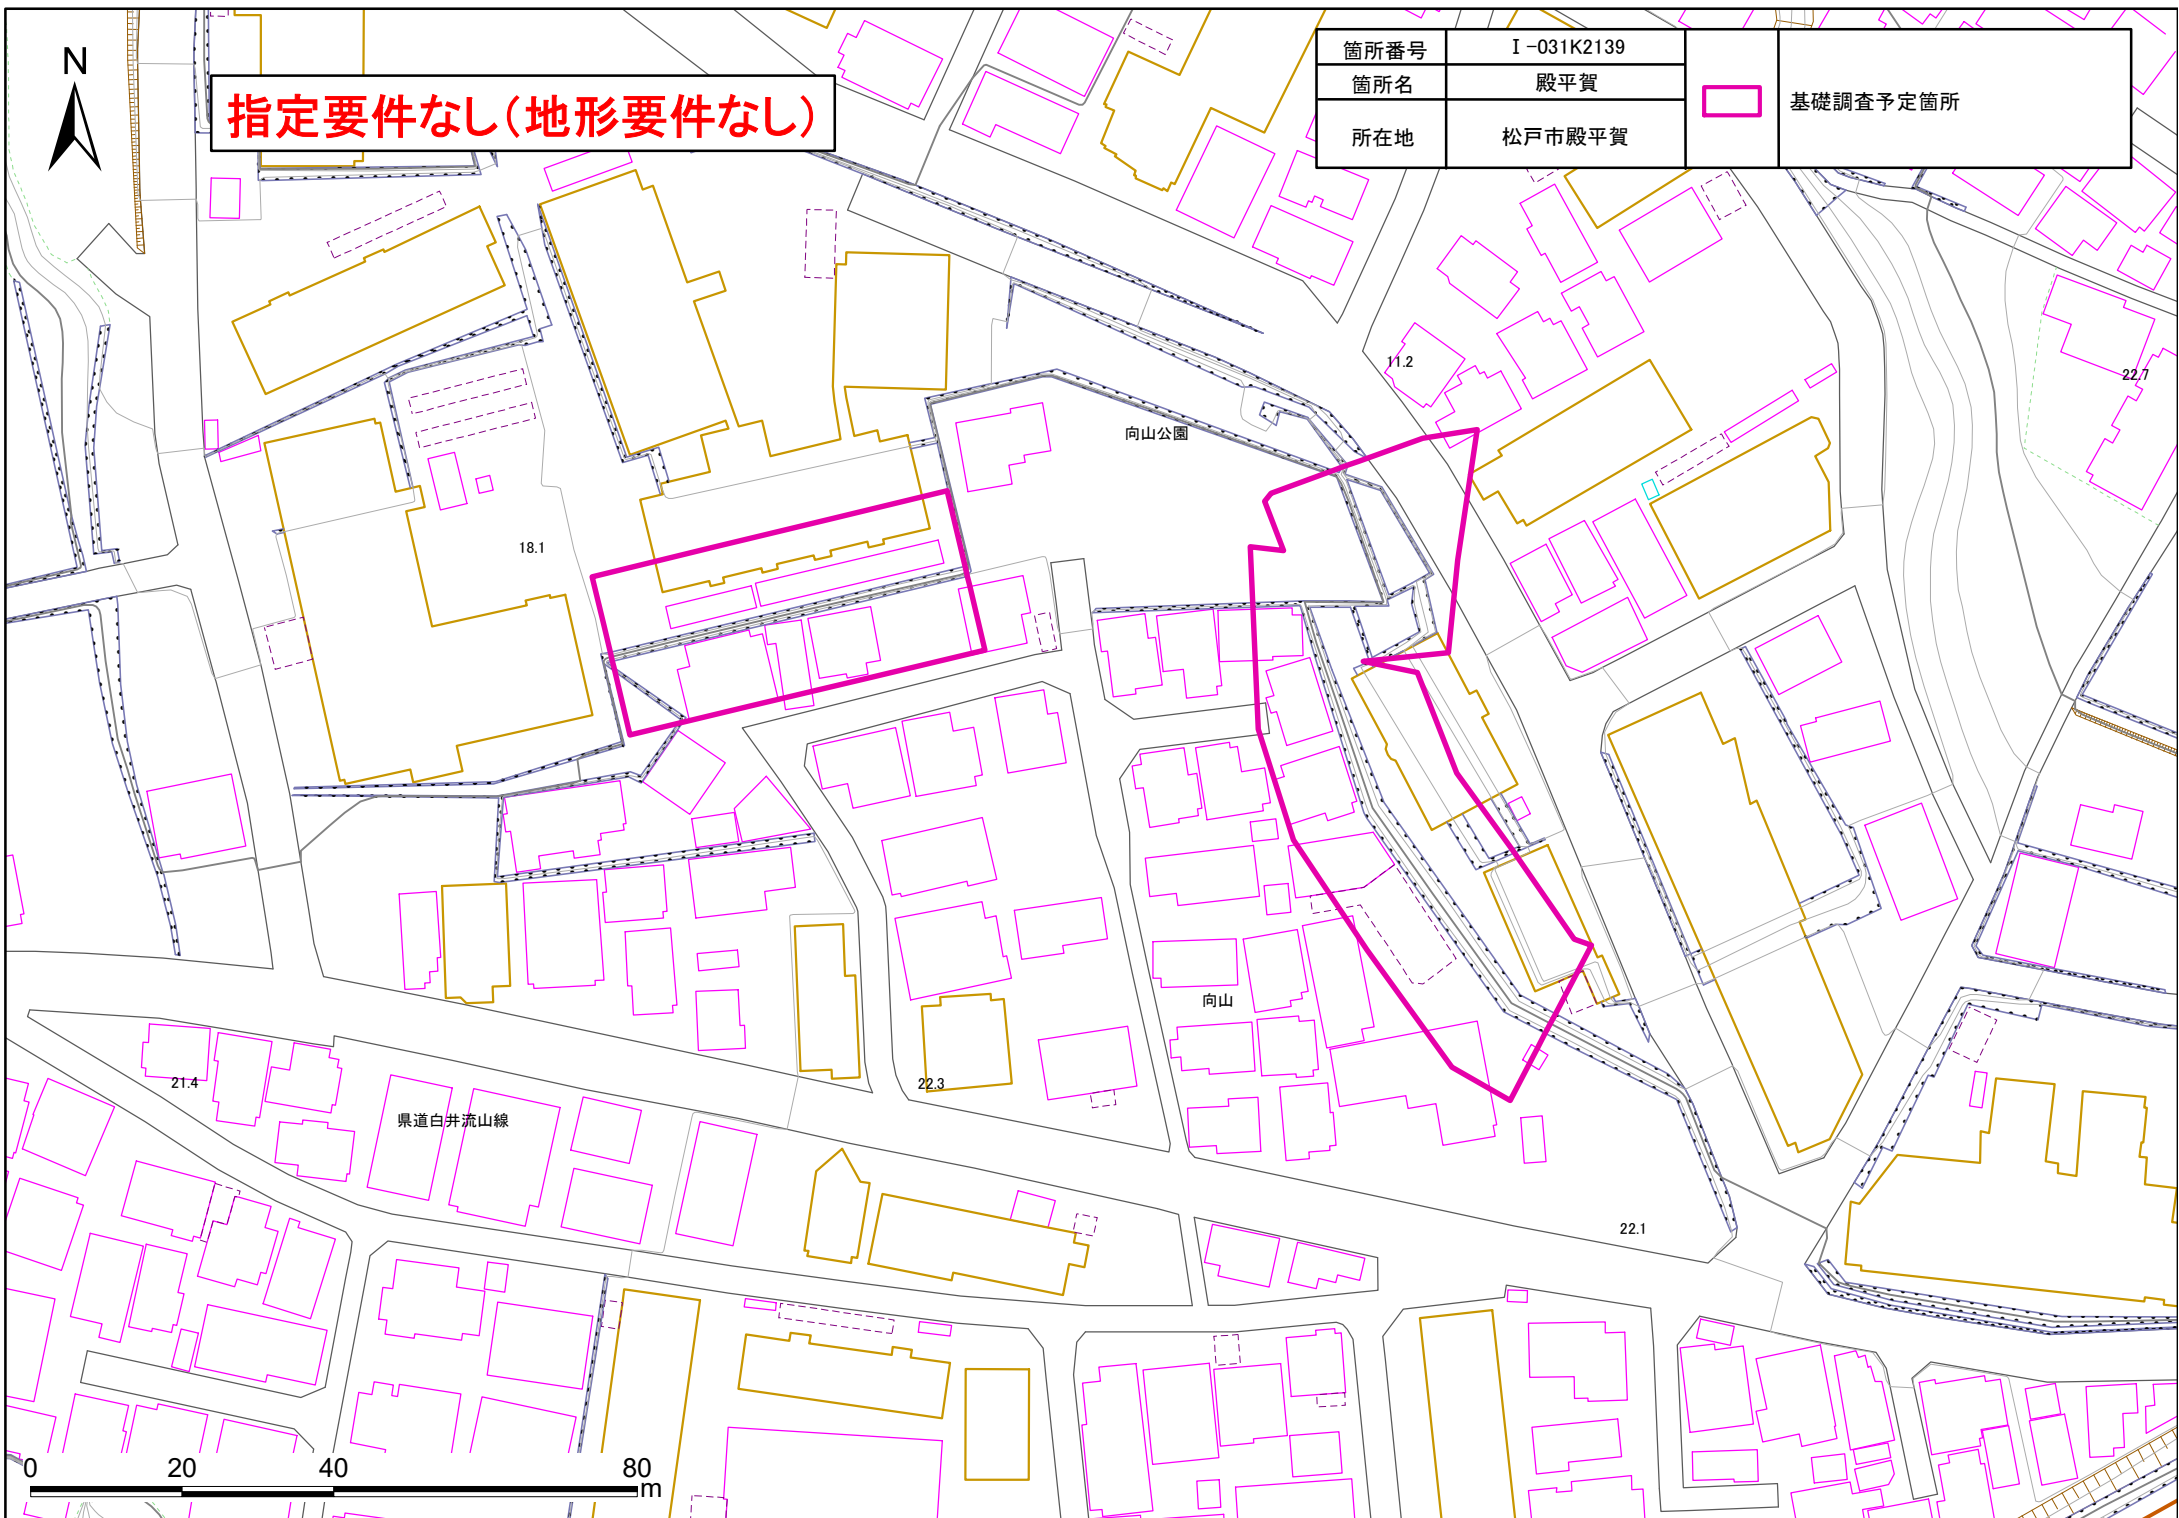 N
指定要件なし（地形要件なし）
箇所番号 Ⅰ-031K2139
箇所名 殿平賀
所在地 松戸市殿平賀
基礎調査予定箇所
11.2
22.7
向山公園
18.1
向山
21.4
22.3
県道白井流山線
22.1
0 20 40 80
m